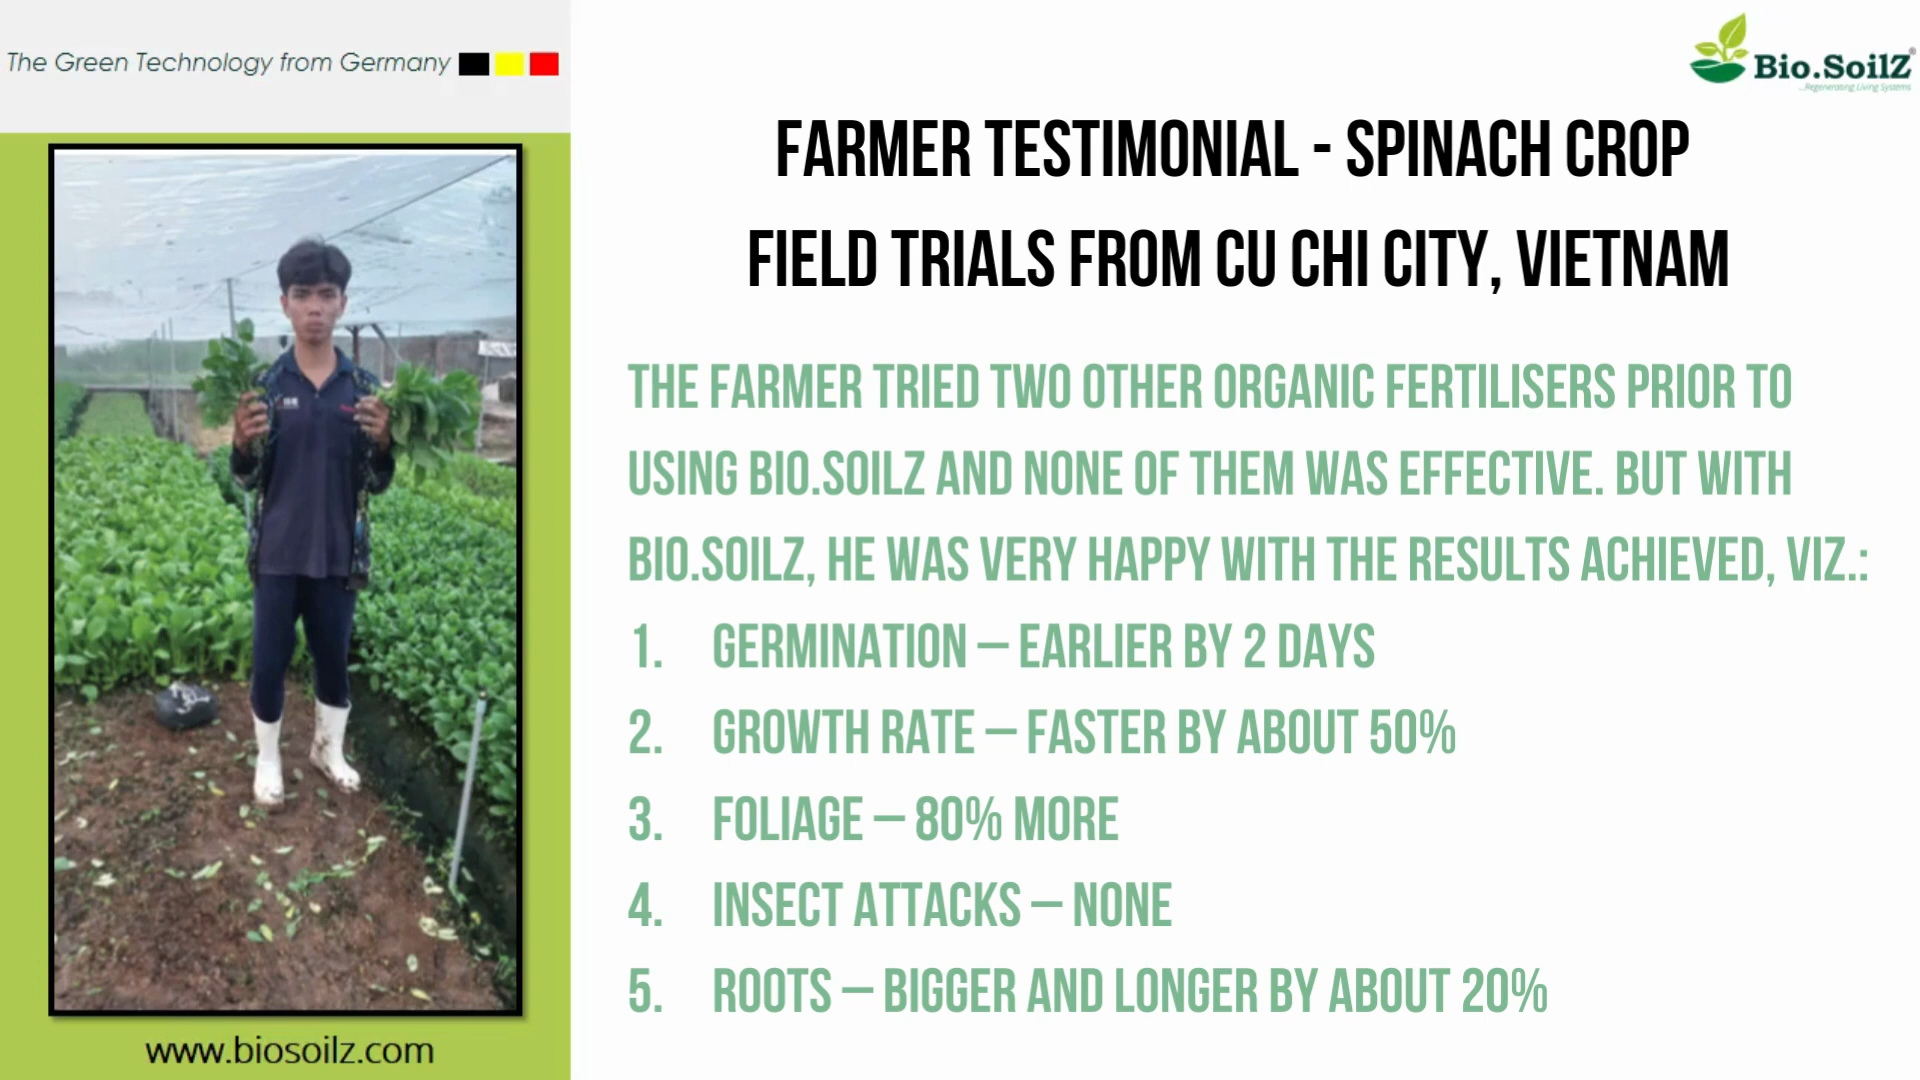 The Green Technology from Germany
Bio.SoilZ®
...Regenerating Living Systems
FARMER TESTIMONIAL - SPINACH CROP
FIELD TRIALS FROM CU CHI CITY, VIETNAM
THE FARMER TRIED TWO OTHER ORGANIC FERTILISERS PRIOR TO
USING BIO.SOILZ AND NONE OF THEM WAS EFFECTIVE. BUT WITH
BIO.SOILZ, HE WAS VERY HAPPY WITH THE RESULTS ACHIEVED, VIZ.:
1. GERMINATION – EARLIER BY 2 DAYS
2. GROWTH RATE – FASTER BY ABOUT 50%
3. FOLIAGE – 80% MORE
4. INSECT ATTACKS – NONE
5. ROOTS – BIGGER AND LONGER BY ABOUT 20%
www.biosoilz.com